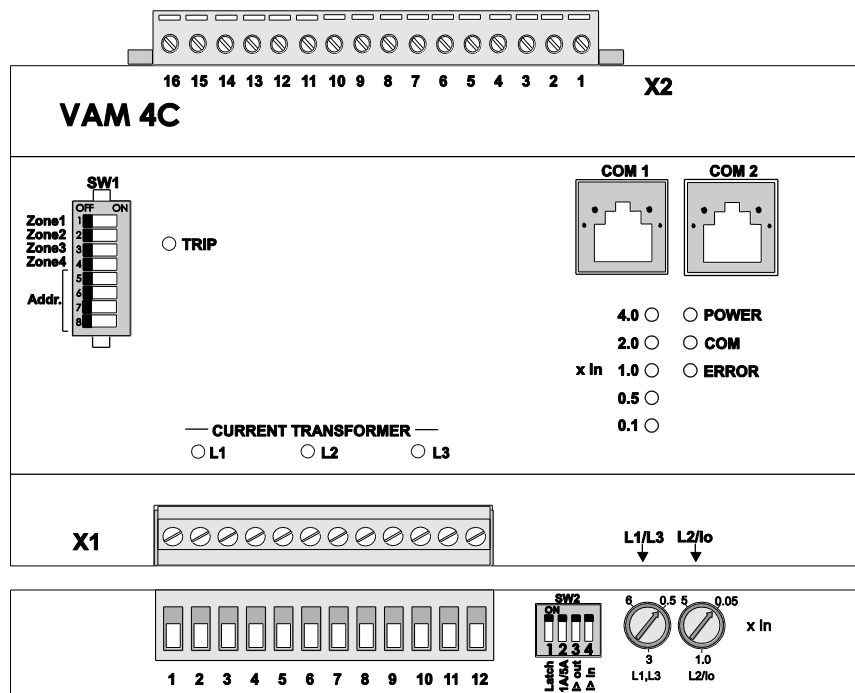 16 15 14 13 12 11 10 9 8 7 6 5 4 3 2 1
X2
VAM 4C
SW1
OFF ON
Zone1 1
Zone2 2
Zone3 3
Zone4 4
5
6
Addr.
7
8
TRIP
COM 1 COM 2
4.0 POWER
2.0 COM
x In 1.0 ERROR
0.5
0.1
CURRENT TRANSFORMER
L1 L2 L3
X1
L1/L3 L2/Io
SW2
ON
1 2 3 4
Latch
1A/5A
I> out
I> in
6 0.5
3
L1,L3
5 0.05
1.0
L2/Io
x In
1 2 3 4 5 6 7 8 9 10 11 12